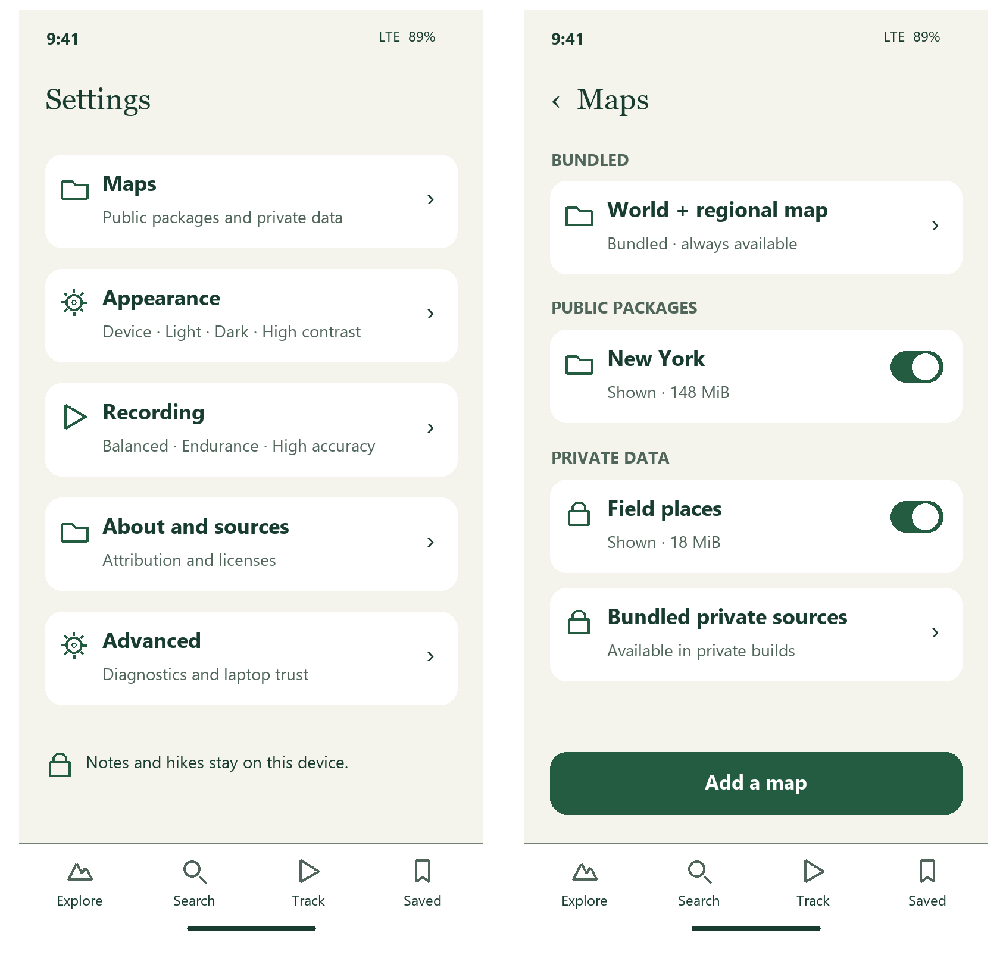 9:41
LTE 89%
Settings
Maps
Public packages and private data
›
Appearance
Device · Light · Dark · High contrast
›
Recording
Balanced · Endurance · High accuracy
›
About and sources
Attribution and licenses
›
Advanced
Diagnostics and laptop trust
›
Notes and hikes stay on this device.
Explore
Search
Track
Saved
9:41
LTE 89%
‹ Maps
BUNDLED
World + regional map
Bundled · always available
›
PUBLIC PACKAGES
New York
Shown · 148 MiB
PRIVATE DATA
Field places
Shown · 18 MiB
Bundled private sources
Available in private builds
›
Add a map
Explore
Search
Track
Saved